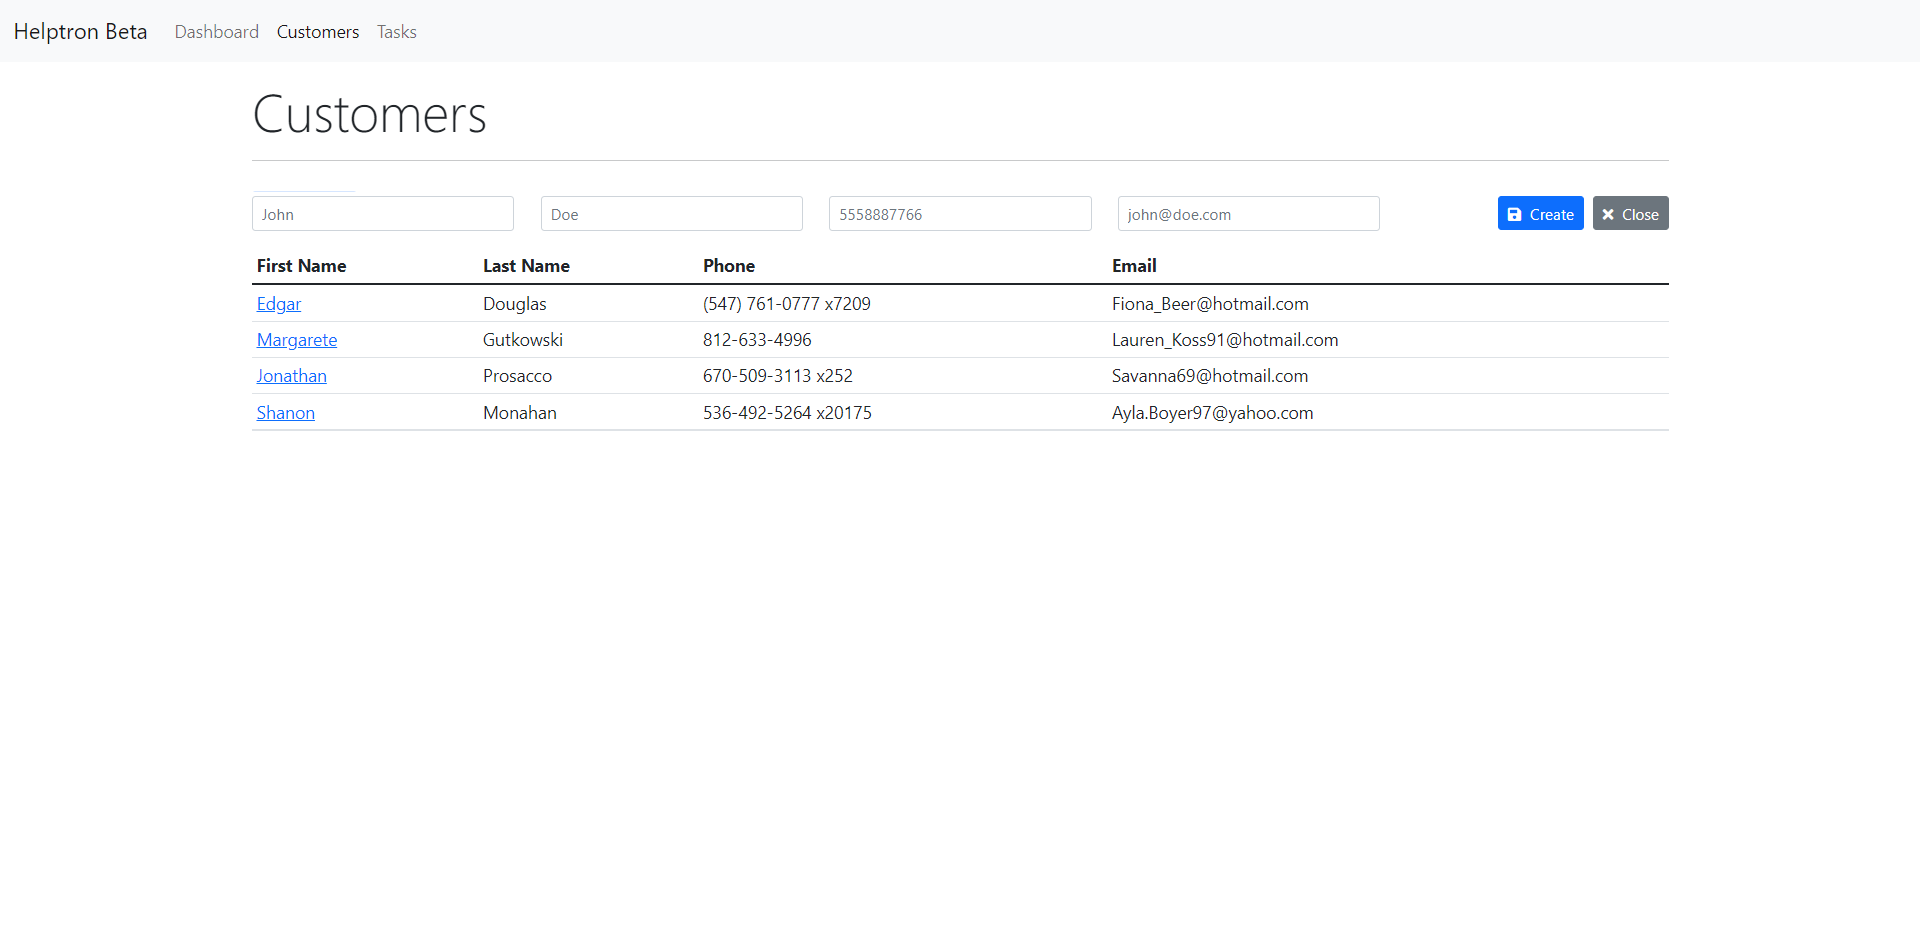 Helptron Beta Dashboard Customers Tasks
Customers
John Doe 5558887766 john@doe.com Create Close
First Name Last Name Phone Email
Edgar Douglas (547) 761-0777 x7209 Fiona_Beer@hotmail.com
Margarete Gutkowski 812-633-4996 Lauren_Koss91@hotmail.com
Jonathan Prosacco 670-509-3113 x252 Savanna69@hotmail.com
Shanon Monahan 536-492-5264 x20175 Ayla.Boyer97@yahoo.com